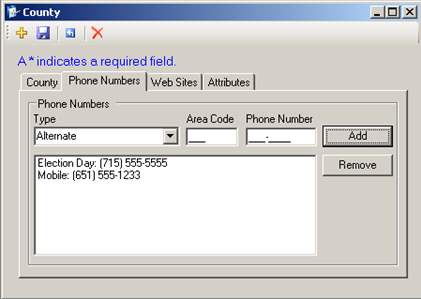 County
A * indicates a required field.
County Phone Numbers Web Sites Attributes
Phone Numbers
Type Area Code Phone Number
Alternate ___ ___-____ Add
Election Day: (715) 555-5555
Mobile: (651) 555-1233
Remove